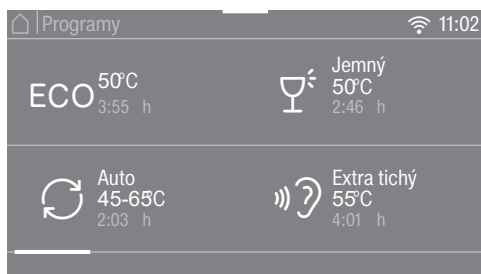 Programy
11:02
ECO 50°C
3:55 h
Jemný
50°C
2:46 h
Auto
45-65°C
2:03 h
Extra tichý
55°C
4:01 h